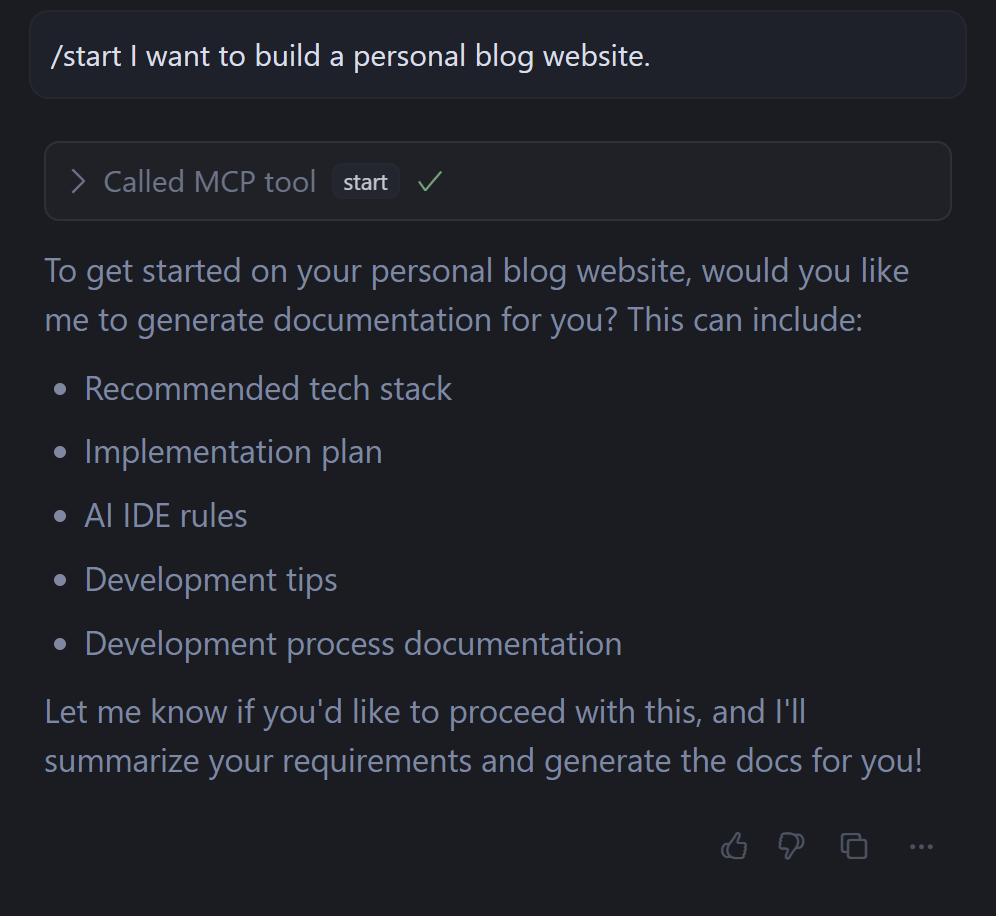 /start I want to build a personal blog website.
Called MCP tool start
To get started on your personal blog website, would you like
me to generate documentation for you? This can include:
Recommended tech stack
Implementation plan
AI IDE rules
Development tips
Development process documentation
Let me know if you'd like to proceed with this, and I'll
summarize your requirements and generate the docs for you!